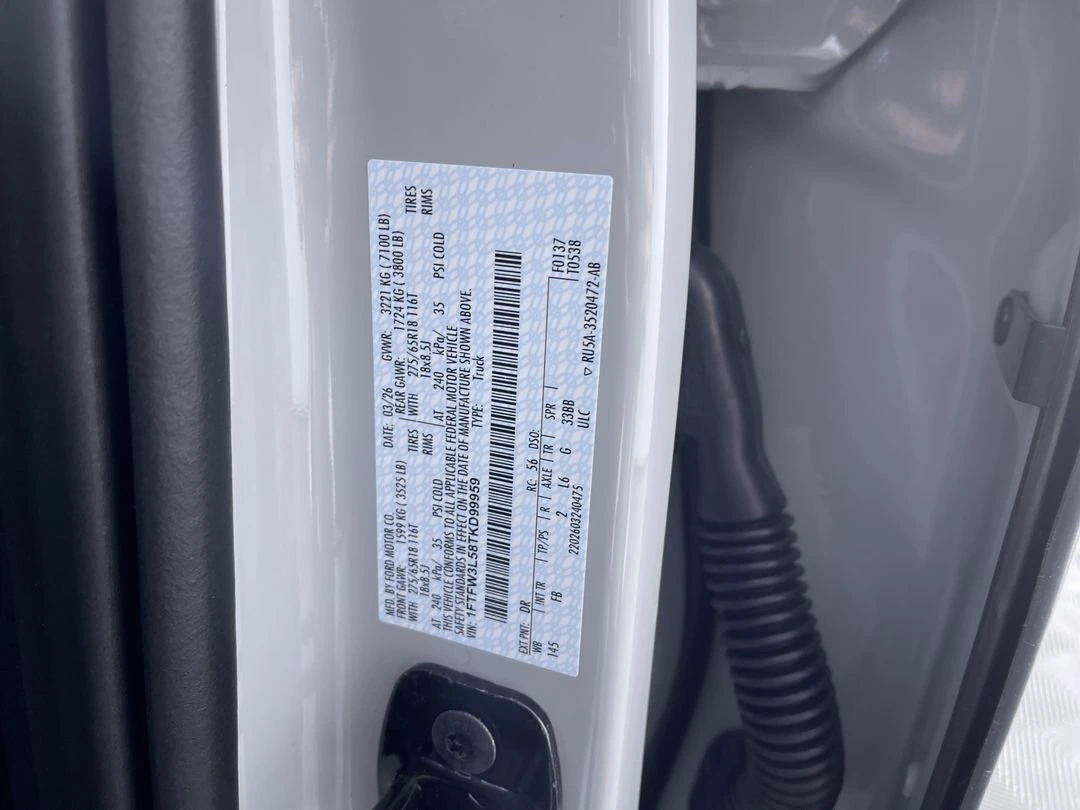 MFD. BY FORD MOTOR CO.
DATE: 03/26 GVWR: 3221 KG ( 7100 LB)
FRONT GAWR: 1599 KG ( 3525 LB) REAR GAWR: 1724 KG ( 3800 LB)
WITH 275/65R18 116T TIRES WITH 275/65R18 116T TIRES
18x8.5J RIMS 18x8.5J RIMS
AT 240 kPa/ 35 PSI COLD AT 240 kPa/ 35 PSI COLD
THIS VEHICLE CONFORMS TO ALL APPLICABLE FEDERAL MOTOR VEHICLE
SAFETY STANDARDS IN EFFECT ON THE DATE OF MANUFACTURE SHOWN ABOVE.
VIN: 1FTFW3L58TKD99959 TYPE: Truck
EXT PNT: DR RC: 56 DSO: F0137
WB INT TR TP/PS R AXLE TR SPR T0538
145 FB 2 L6 G 33BB
2202603240475 ULC ▽ RU5A-3520472-AB